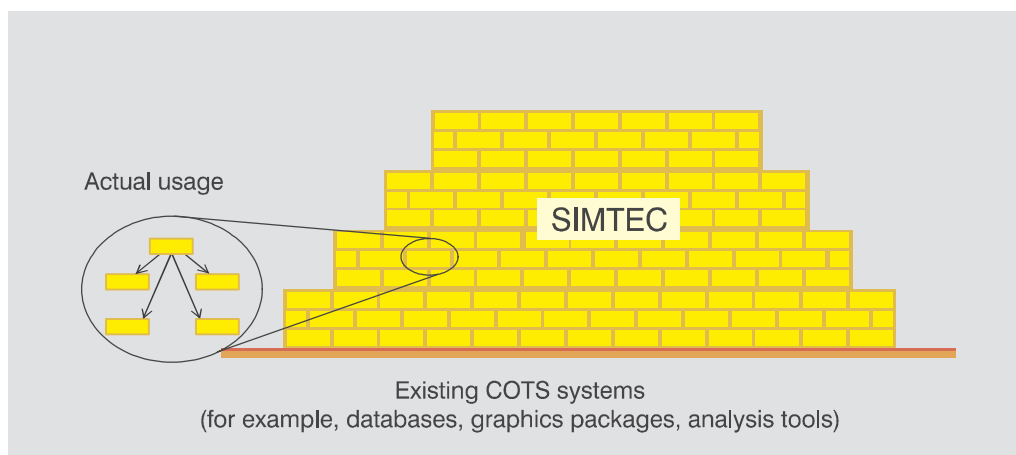 Actual usage
SIMTEC
Existing COTS systems
(for example, databases, graphics packages, analysis tools)